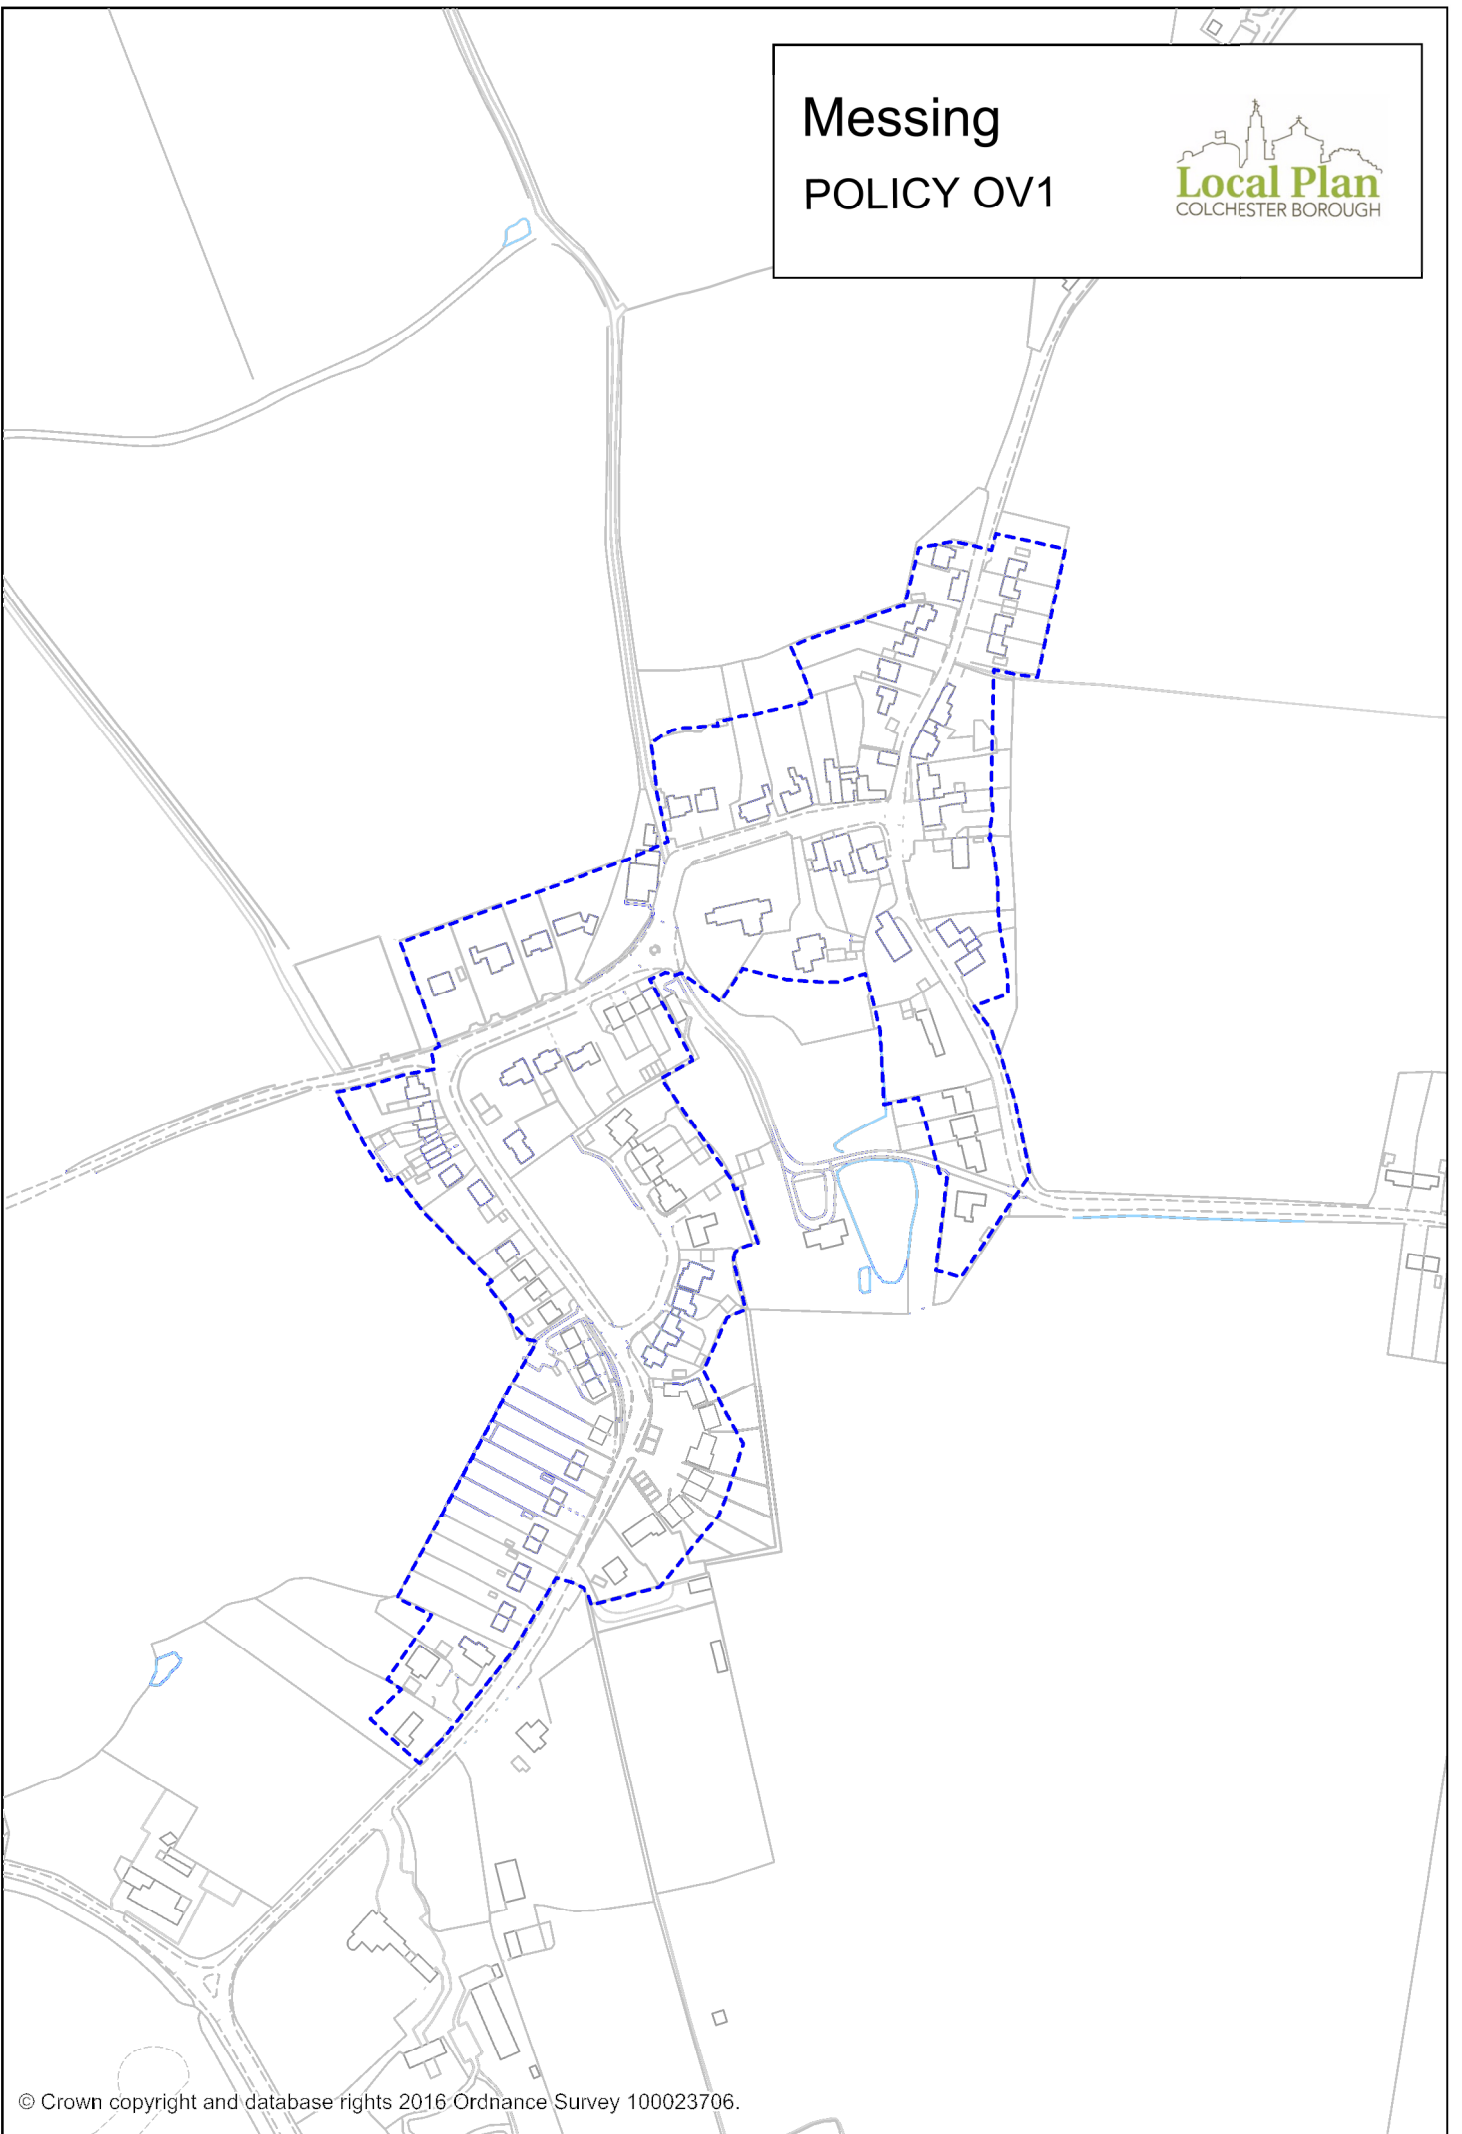 Messing
POLICY OV1
Local Plan
COLCHESTER BOROUGH
© Crown copyright and database rights 2016 Ordnance Survey 100023706.